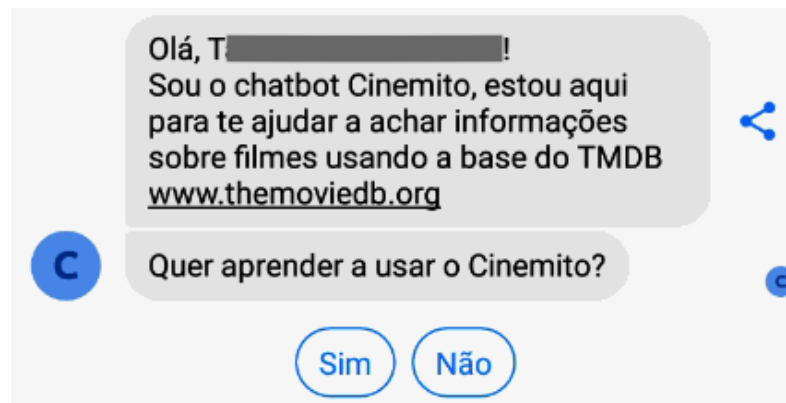 Olá, T !
Sou o chatbot Cinemito, estou aqui
para te ajudar a achar informações
sobre filmes usando a base do TMDB
www.themoviedb.org
C
Quer aprender a usar o Cinemito?
C
Sim Não